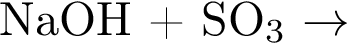 NaOH + SO₃ →